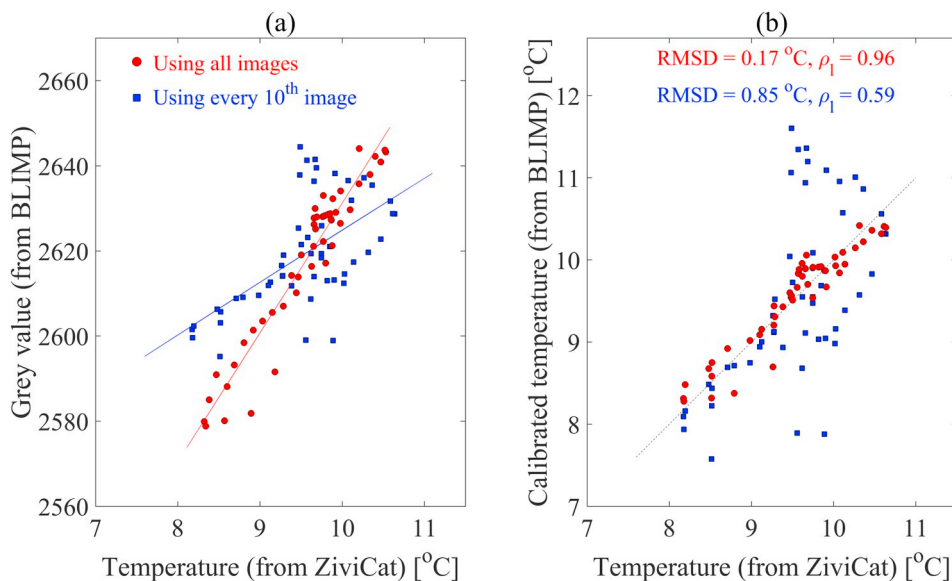 (a)
Using all images
Using every 10th image
2660
2640
2620
2600
2580
2560
Grey value (from BLIMP)
7
8
9
10
11
Temperature (from ZiviCat) [°C]
(b)
RMSD = 0.17 °C, ρ1 = 0.96
RMSD = 0.85 °C, ρ1 = 0.59
12
11
10
9
8
7
Calibrated temperature (from BLIMP) [°C]
7
8
9
10
11
Temperature (from ZiviCat) [°C]